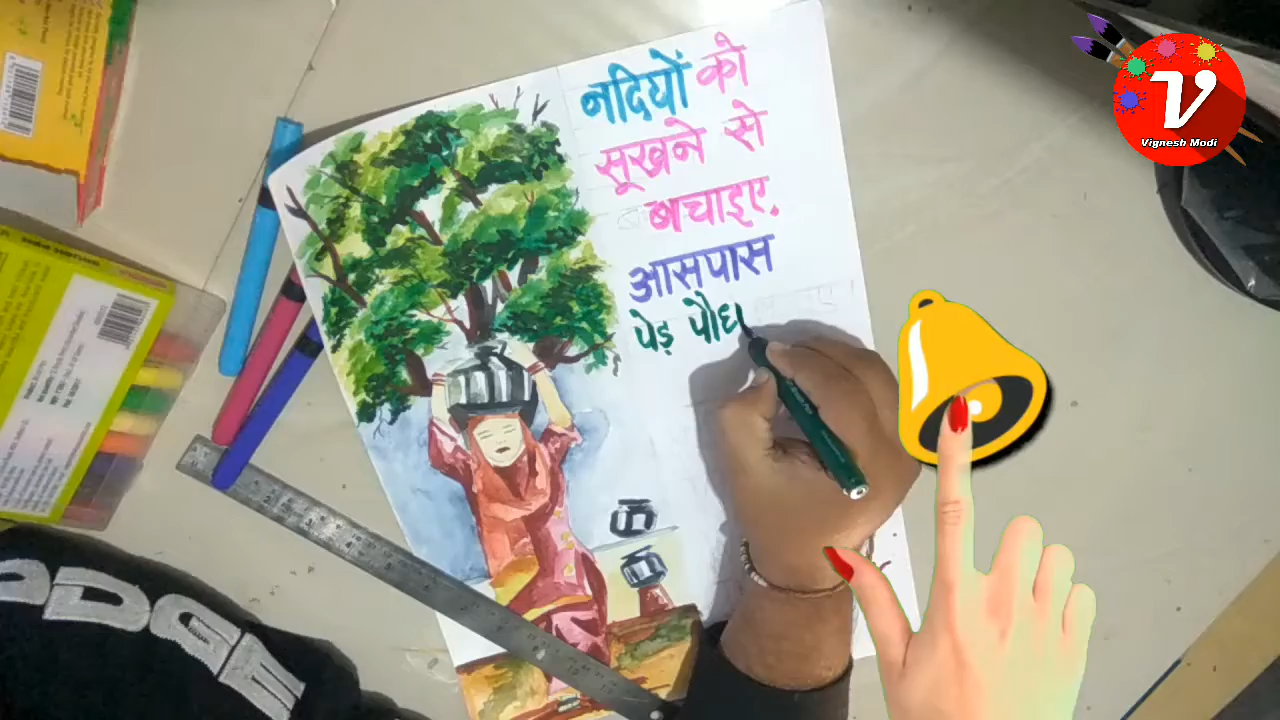 नदियों को
सूखने से
बचाइए.
आसपास
पेड़ पौध
V
Vignesh Modi